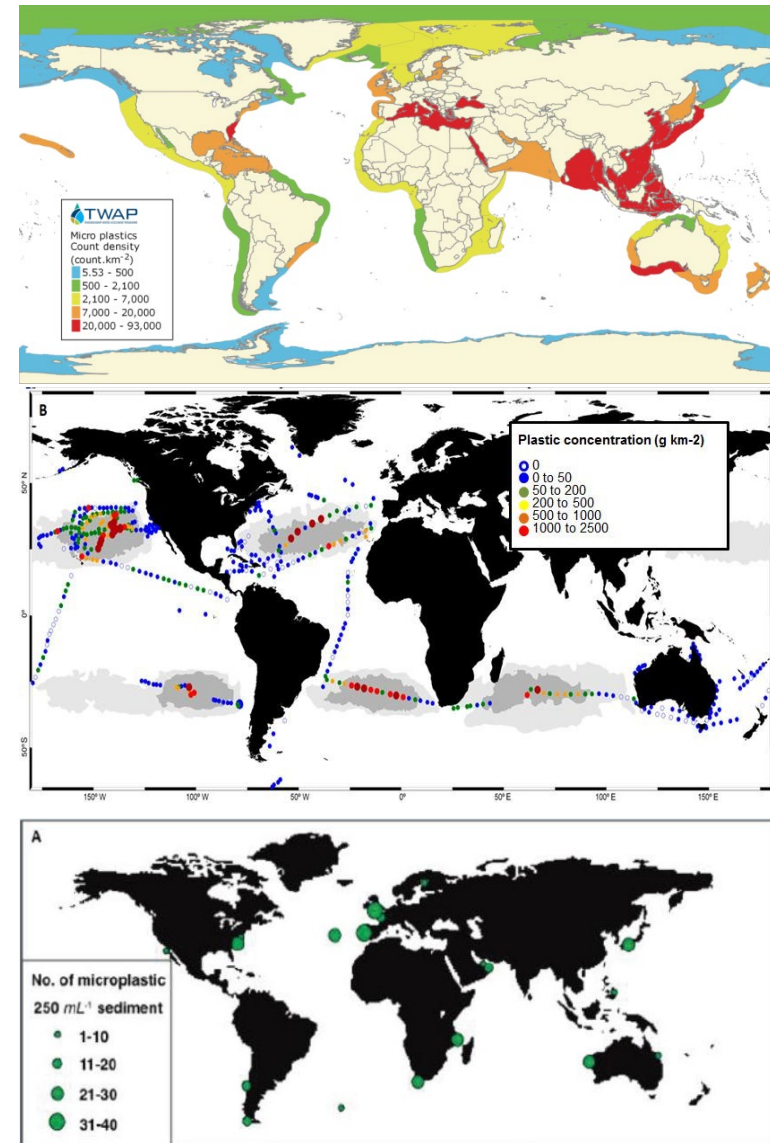 TWAP
Micro plastics
Count density
(count.km-2)
5.53 - 500
500 - 2,100
2,100 - 7,000
7,000 - 20,000
20,000 - 93,000
B
Plastic concentration (g km-2)
0
0 to 50
50 to 200
200 to 500
500 to 1000
1000 to 2500
50° N
0°
50°S
150° W
100° W
50° W
0°
50° E
100° E
150° E
A
No. of microplastic
250 mL-1 sediment
1-10
11-20
21-30
31-40